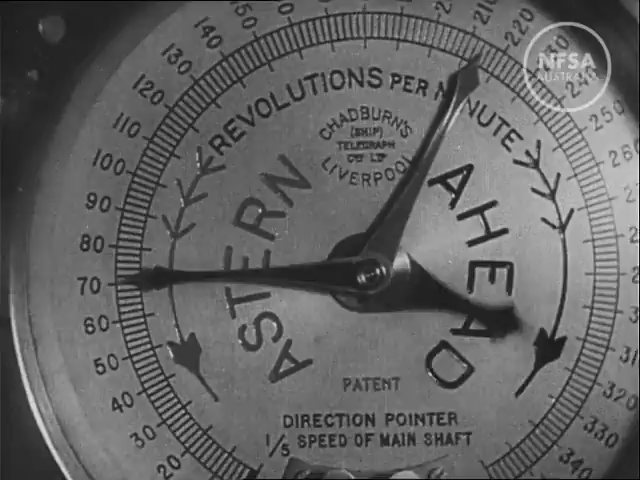 NFSA
AUSTRALIA
REVOLUTIONS PER MINUTE
CHADBURN'S
(SHIP)
TELEGRAPH
CO LD
LIVERPOOL
ASTERN
AHEAD
PATENT
DIRECTION POINTER
1/5 SPEED OF MAIN SHAFT
20
30
40
50
60
70
80
90
100
110
120
130
140
150
210
220
250
260
320
330
340